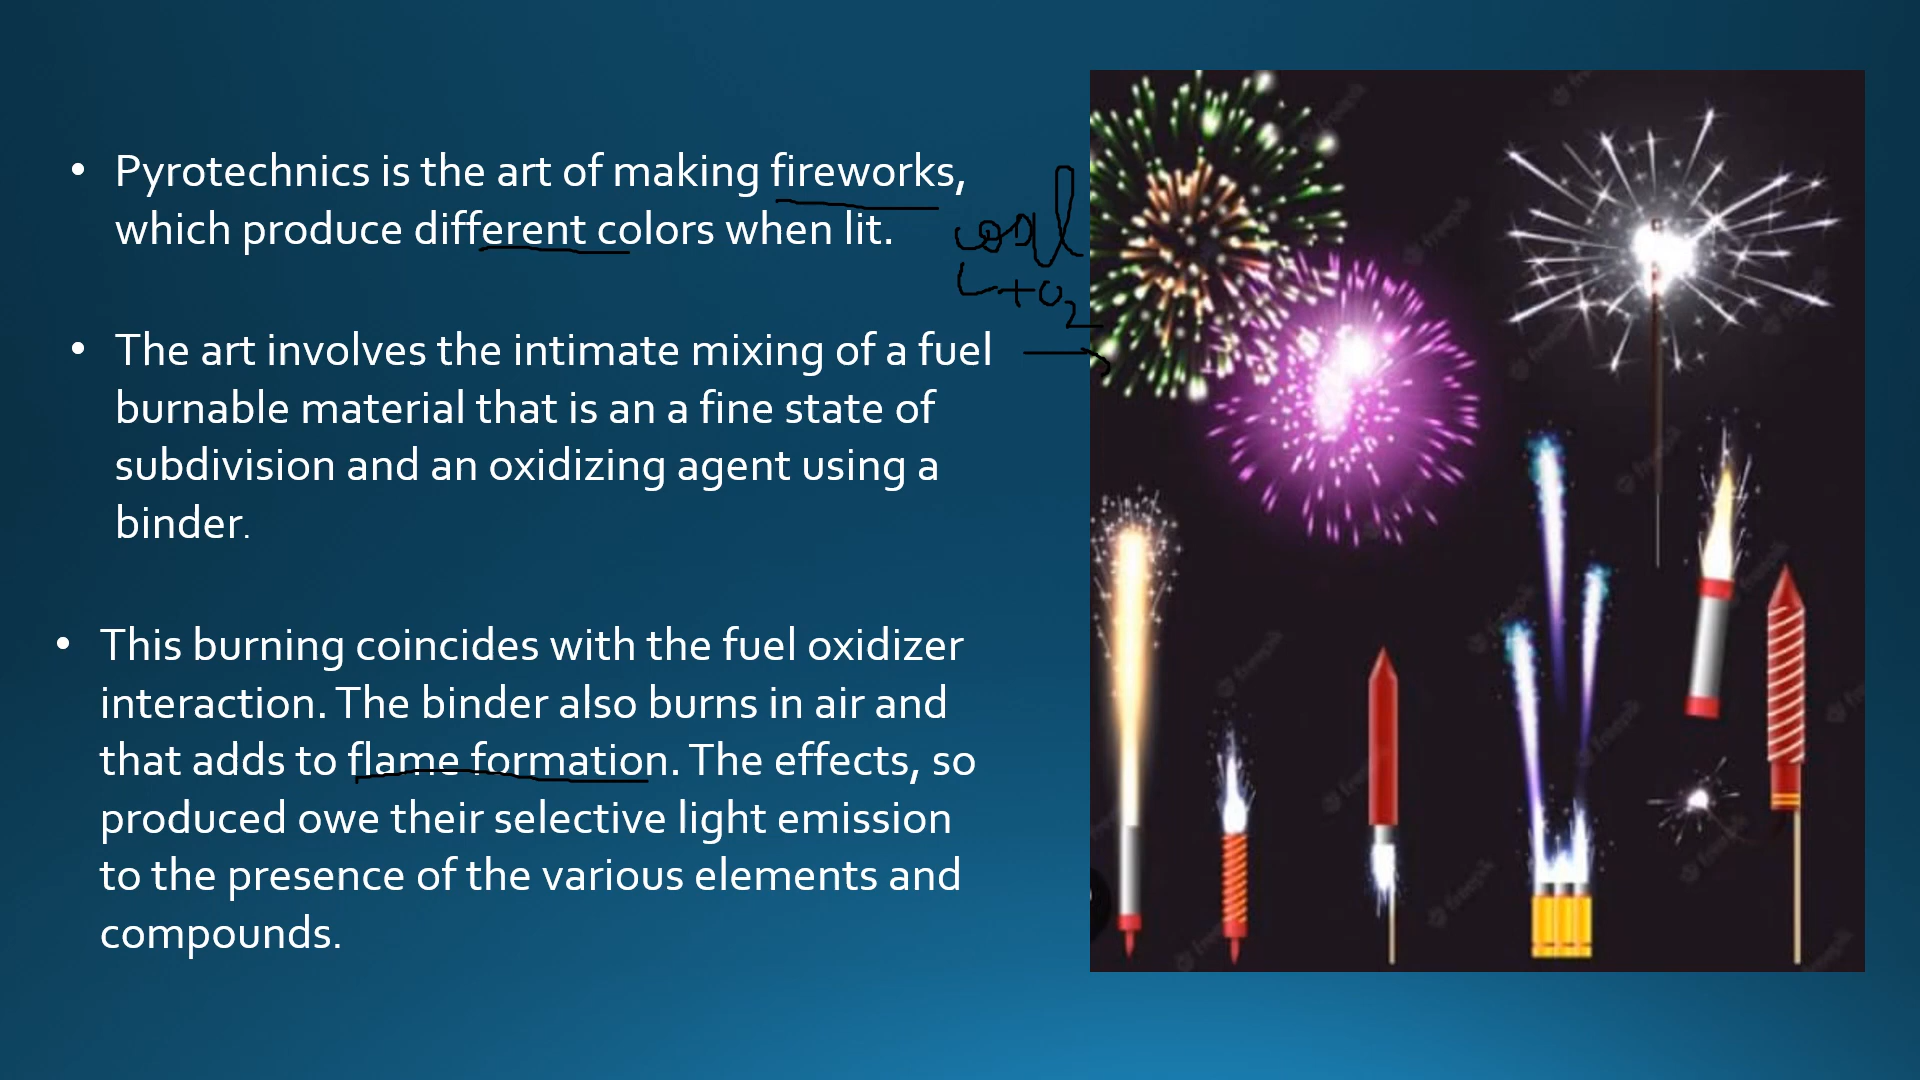 • Pyrotechnics is the art of making fireworks,
which produce different colors when lit.
coal
+O₂
• The art involves the intimate mixing of a fuel
burnable material that is an a fine state of
subdivision and an oxidizing agent using a
binder.
• This burning coincides with the fuel oxidizer
interaction. The binder also burns in air and
that adds to flame formation. The effects, so
produced owe their selective light emission
to the presence of the various elements and
compounds.